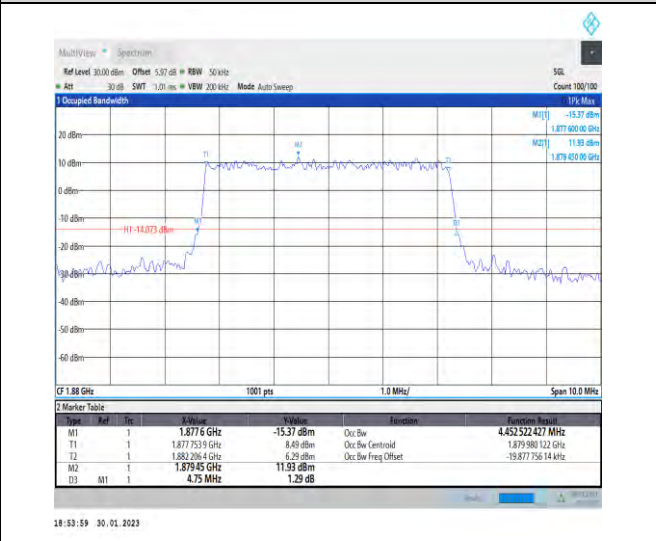 MultiView Spectrum
Ref Level 30.00 dBm Offset 5.97 dB RBW 50 kHz SGL
Att 30 dB SWT 1.01 ms VBW 200 kHz Mode Auto Sweep Count 100/100
1 Occupied Bandwidth 1Pk Max
M1[1] -15.37 dBm
1.877 600 00 GHz
M2[1] 11.93 dBm
1.879 450 00 GHz
20 dBm
M2
T1
10 dBm
0 dBm
-10 dBm
M1
D3
H1 -14.073 dBm
-20 dBm
-30 dBm
-40 dBm
-50 dBm
-60 dBm
CF 1.88 GHz 1001 pts 1.0 MHz/ Span 10.0 MHz
2 Marker Table
Type Ref Trc X-Value Y-Value Function Function Result
M1 1 1.877 6 GHz -15.37 dBm Occ Bw 4.452 522 427 MHz
T1 1 1.877 753 9 GHz 8.49 dBm Occ Bw Centroid 1.879 980 122 GHz
T2 1 1.882 206 4 GHz 6.29 dBm Occ Bw Freq Offset -19.877 756 14 kHz
M2 1 1.879 45 GHz 11.93 dBm
D3 M1 1 4.75 MHz 1.29 dB
18:53:59 30.01.2023